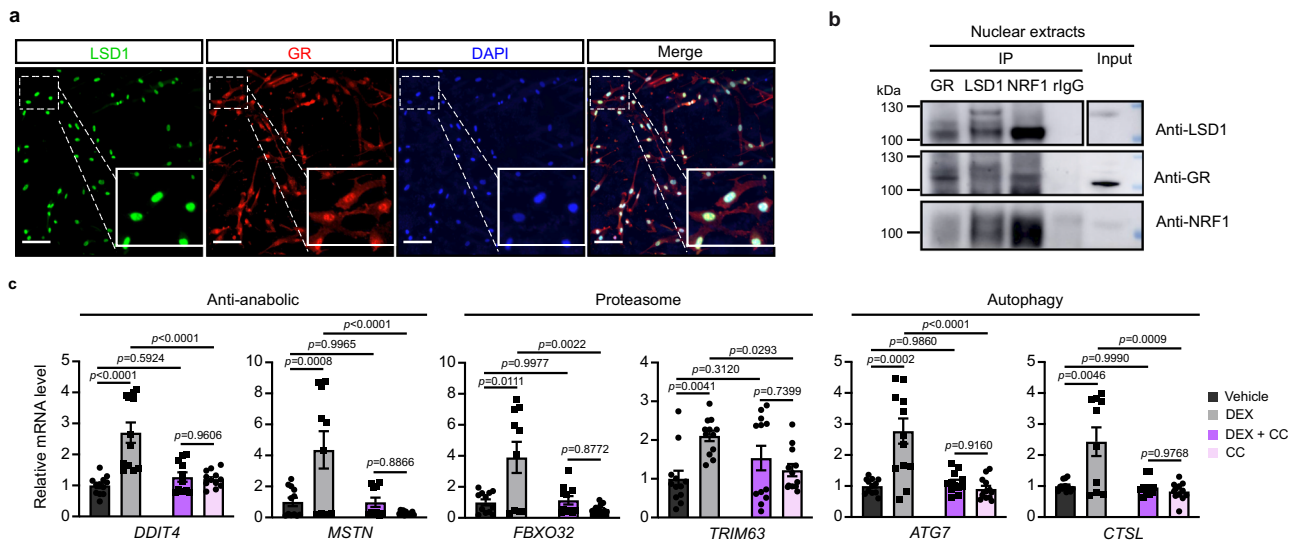 a
LSD1 GR DAPI Merge
b
Nuclear extracts
IP Input
kDa GR LSD1 NRF1 rIgG
130
100
Anti-LSD1
130
100
Anti-GR
100
Anti-NRF1
c
Anti-anabolic Proteasome Autophagy
Relative mRNA level
p<0.0001
p=0.5924
p<0.0001
p=0.9606
5
4
3
2
1
0
DDIT4
p<0.0001
p=0.9965
p=0.0008
p=0.8866
10
8
6
4
2
0
MSTN
p=0.0022
p=0.9977
p=0.0111
p=0.8772
10
8
6
4
2
0
FBXO32
p=0.0293
p=0.3120
p=0.0041
p=0.7399
4
3
2
1
0
TRIM63
p<0.0001
p=0.9860
p=0.0002
p=0.9160
5
4
3
2
1
0
ATG7
p=0.0009
p=0.9990
p=0.0046
p=0.9768
5
4
3
2
1
0
CTSL
Vehicle
DEX
DEX + CC
CC